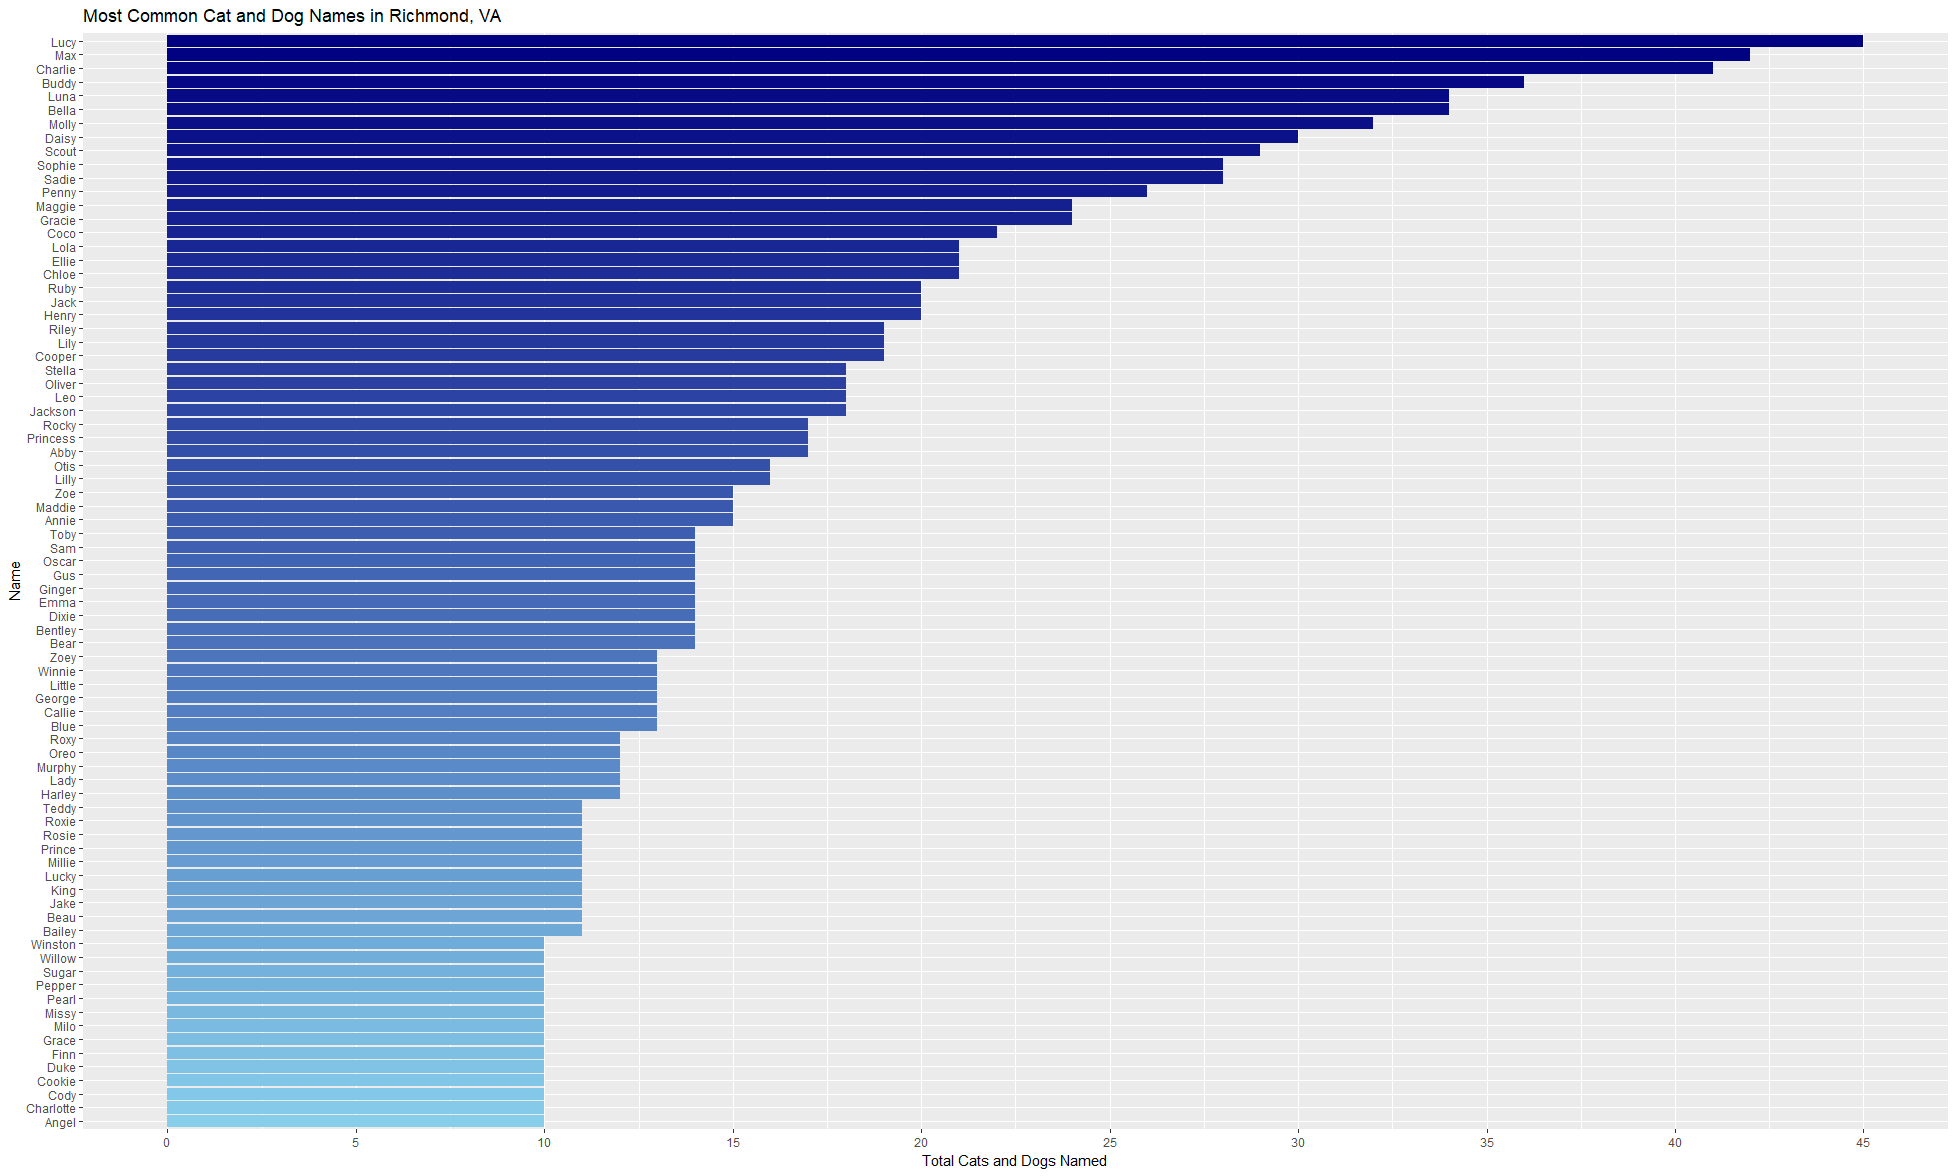 Most Common Cat and Dog Names in Richmond, VA
Lucy
Max
Charlie
Buddy
Luna
Bella
Molly
Daisy
Scout
Sophie
Sadie
Penny
Maggie
Gracie
Coco
Lola
Ellie
Chloe
Ruby
Jack
Henry
Riley
Lily
Cooper
Stella
Oliver
Leo
Jackson
Rocky
Princess
Abby
Otis
Lilly
Zoe
Maddie
Annie
Toby
Sam
Oscar
Gus
Ginger
Emma
Dixie
Bentley
Bear
Zoey
Winnie
Little
George
Callie
Blue
Roxy
Oreo
Murphy
Lady
Harley
Teddy
Roxie
Rosie
Prince
Millie
Lucky
King
Jake
Beau
Bailey
Winston
Willow
Sugar
Pepper
Pearl
Missy
Milo
Grace
Finn
Duke
Cookie
Cody
Charlotte
Angel
Name
0 5 10 15 20 25 30 35 40 45
Total Cats and Dogs Named